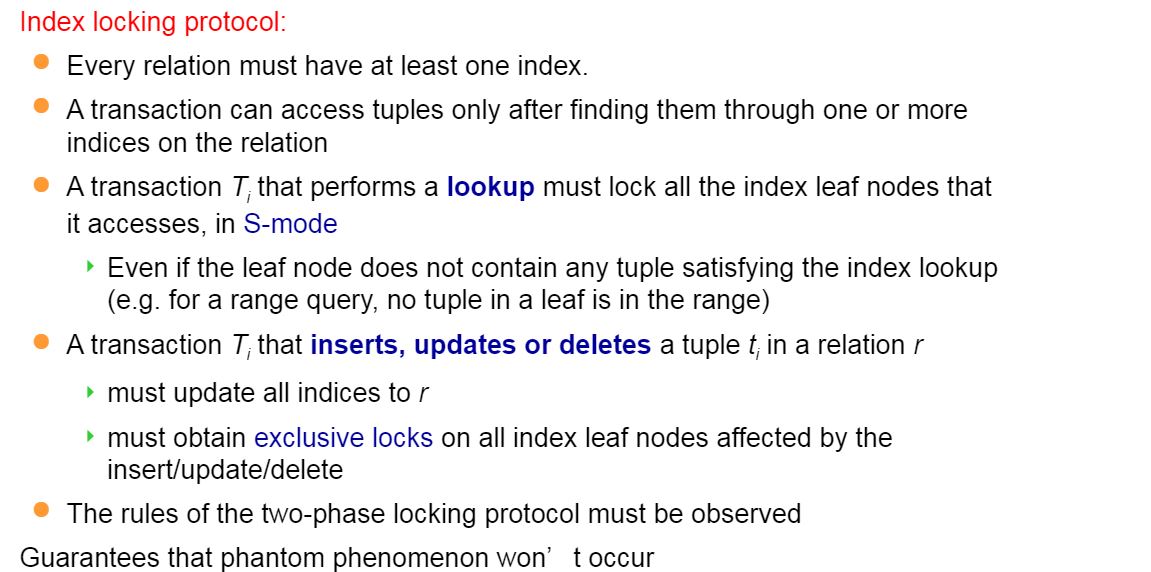 Index locking protocol:
Every relation must have at least one index.
A transaction can access tuples only after finding them through one or more
indices on the relation
A transaction Ti that performs a lookup must lock all the index leaf nodes that
it accesses, in S-mode
Even if the leaf node does not contain any tuple satisfying the index lookup
(e.g. for a range query, no tuple in a leaf is in the range)
A transaction Ti that inserts, updates or deletes a tuple ti in a relation r
must update all indices to r
must obtain exclusive locks on all index leaf nodes affected by the
insert/update/delete
The rules of the two-phase locking protocol must be observed
Guarantees that phantom phenomenon won’ t occur